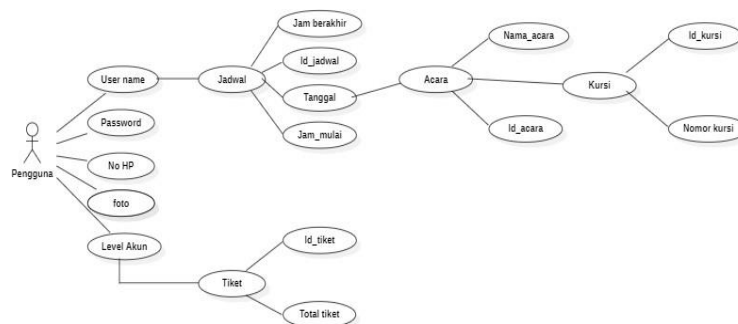 Jam berakhir
Nama_acara
Id_kursi
Id_jadwal
User name
Jadwal
Acara
Kursi
Tanggal
Password
Jam_mulai
Id_acara
Nomor kursi
No HP
Pengguna
foto
Level Akun
Id_tiket
Tiket
Total tiket